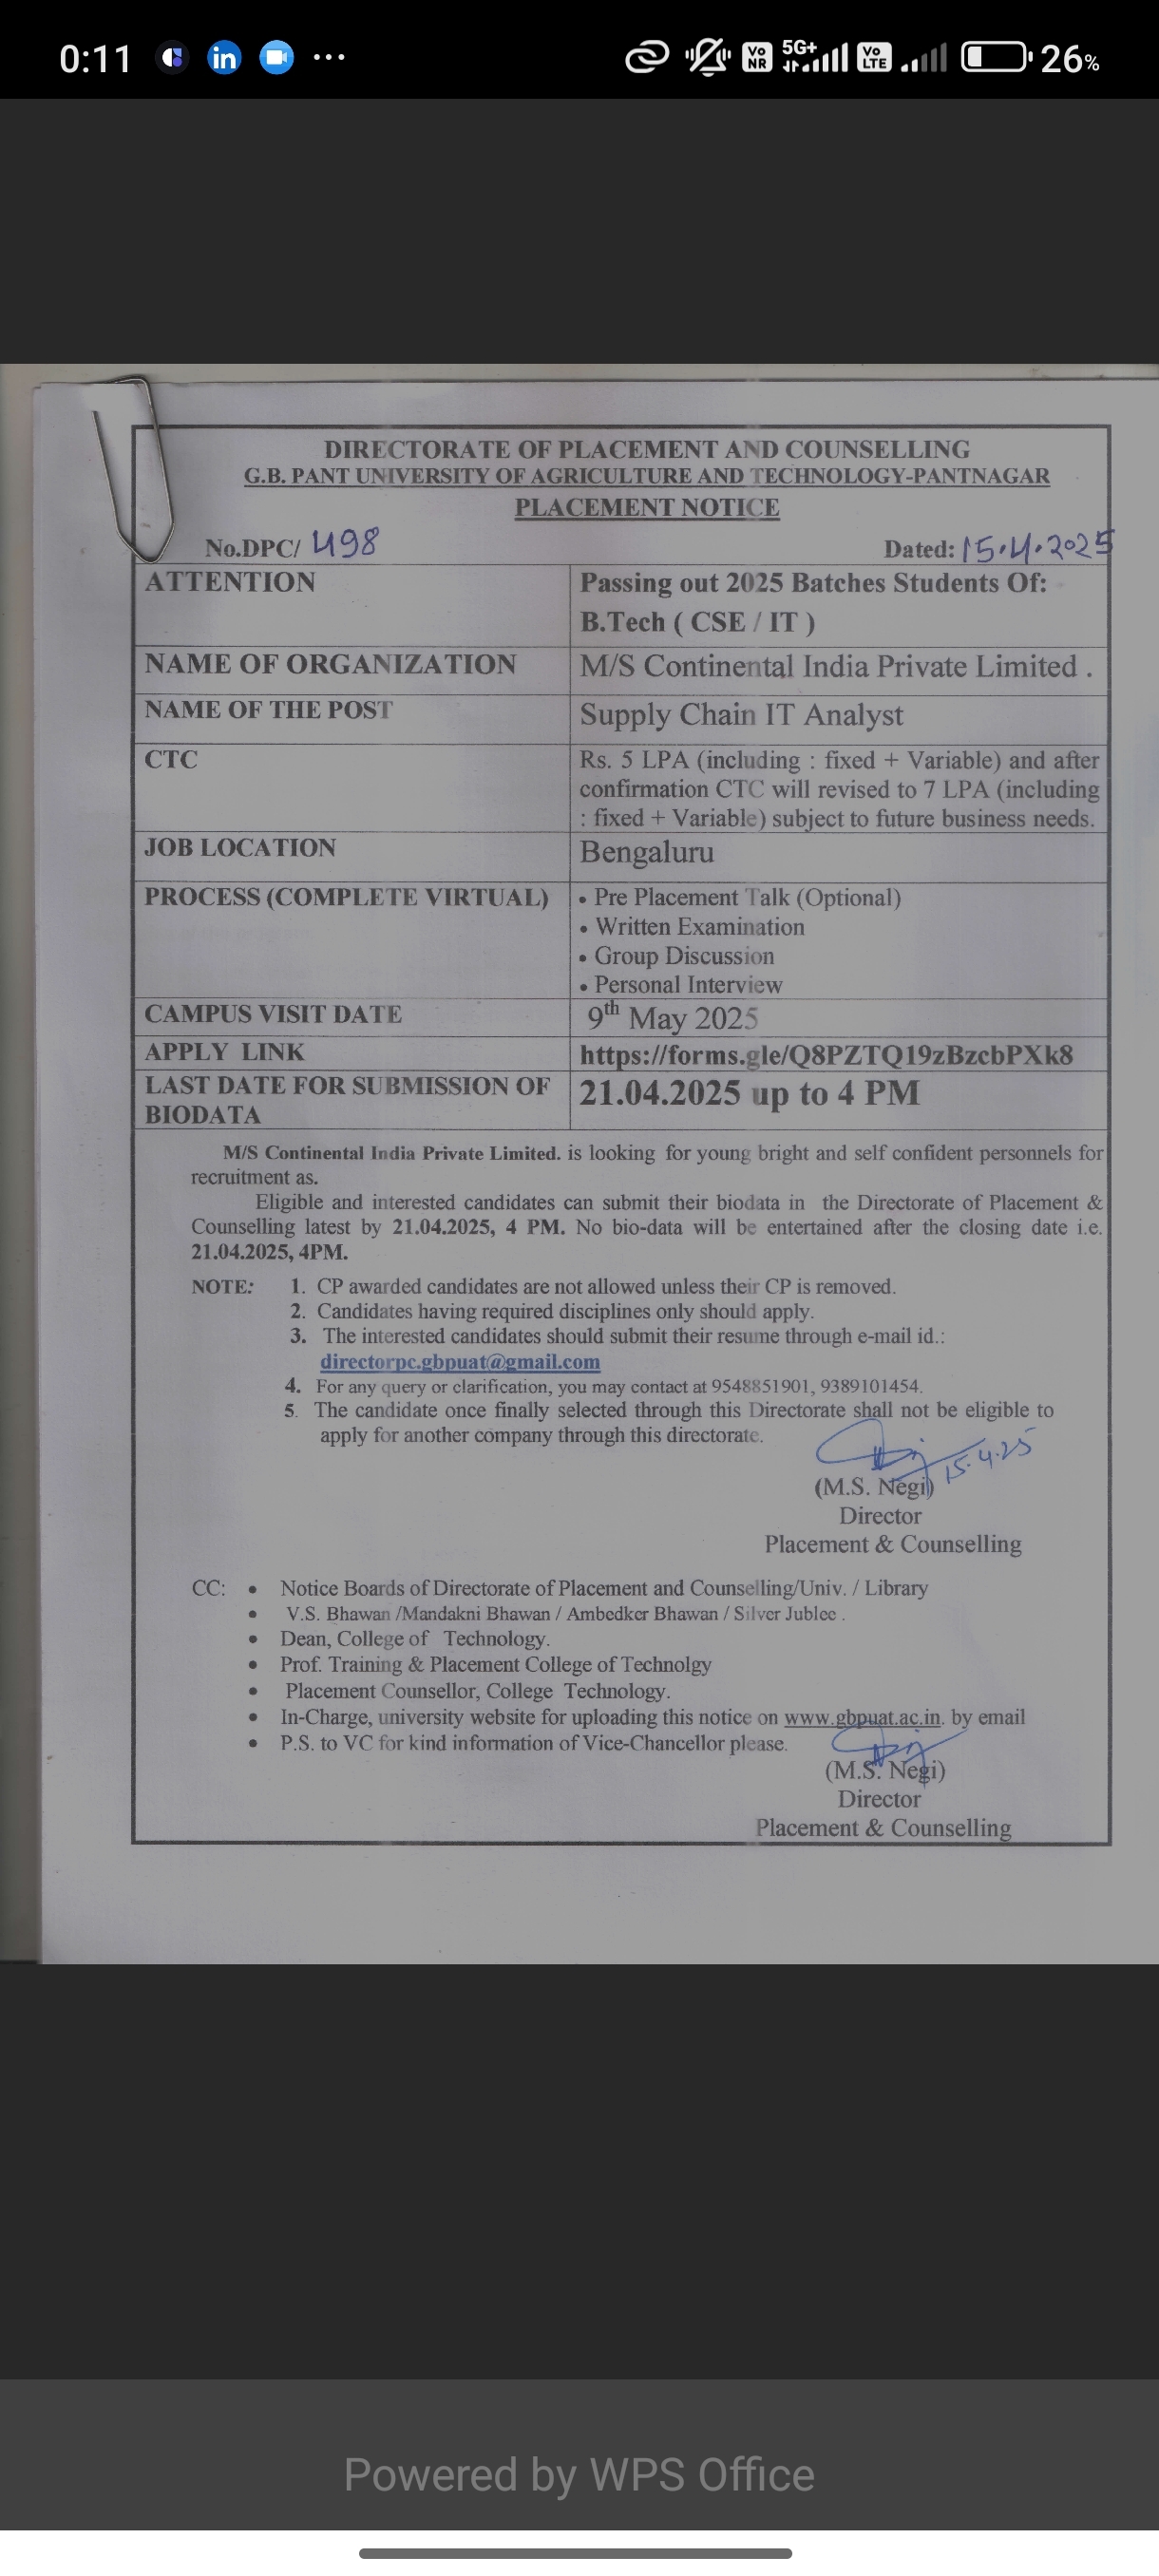 0:11 in ... Vo NR 5G+ Vo LTE 26%
DIRECTORATE OF PLACEMENT AND COUNSELLING
G.B. PANT UNIVERSITY OF AGRICULTURE AND TECHNOLOGY-PANTNAGAR
PLACEMENT NOTICE
No.DPC/ 498 Dated: 15.4.2025
ATTENTION Passing out 2025 Batches Students Of:
B.Tech ( CSE / IT )
NAME OF ORGANIZATION M/S Continental India Private Limited .
NAME OF THE POST Supply Chain IT Analyst
CTC Rs. 5 LPA (including : fixed + Variable) and after
confirmation CTC will revised to 7 LPA (including
: fixed + Variable) subject to future business needs.
JOB LOCATION Bengaluru
PROCESS (COMPLETE VIRTUAL) • Pre Placement Talk (Optional)
• Written Examination
• Group Discussion
• Personal Interview
CAMPUS VISIT DATE 9th May 2025
APPLY LINK https://forms.gle/Q8PZTQ19zBzcbPXk8
LAST DATE FOR SUBMISSION OF BIODATA 21.04.2025 up to 4 PM
M/S Continental India Private Limited. is looking for young bright and self confident personnels for
recruitment as.
Eligible and interested candidates can submit their biodata in the Directorate of Placement &
Counselling latest by 21.04.2025, 4 PM. No bio-data will be entertained after the closing date i.e.
21.04.2025, 4PM.
NOTE: 1. CP awarded candidates are not allowed unless their CP is removed.
2. Candidates having required disciplines only should apply.
3. The interested candidates should submit their resume through e-mail id.:
directorpc.gbpuat@gmail.com
4. For any query or clarification, you may contact at 9548851901, 9389101454.
5. The candidate once finally selected through this Directorate shall not be eligible to
apply for another company through this directorate.
15.4.25
(M.S. Negi)
Director
Placement & Counselling
CC: • Notice Boards of Directorate of Placement and Counselling/Univ. / Library
• V.S. Bhawan /Mandakni Bhawan / Ambedker Bhawan / Silver Jublee .
• Dean, College of Technology.
• Prof. Training & Placement College of Technolgy
• Placement Counsellor, College Technology.
• In-Charge, university website for uploading this notice on www.gbpuat.ac.in. by email
• P.S. to VC for kind information of Vice-Chancellor please.
(M.S. Negi)
Director
Placement & Counselling
Powered by WPS Office